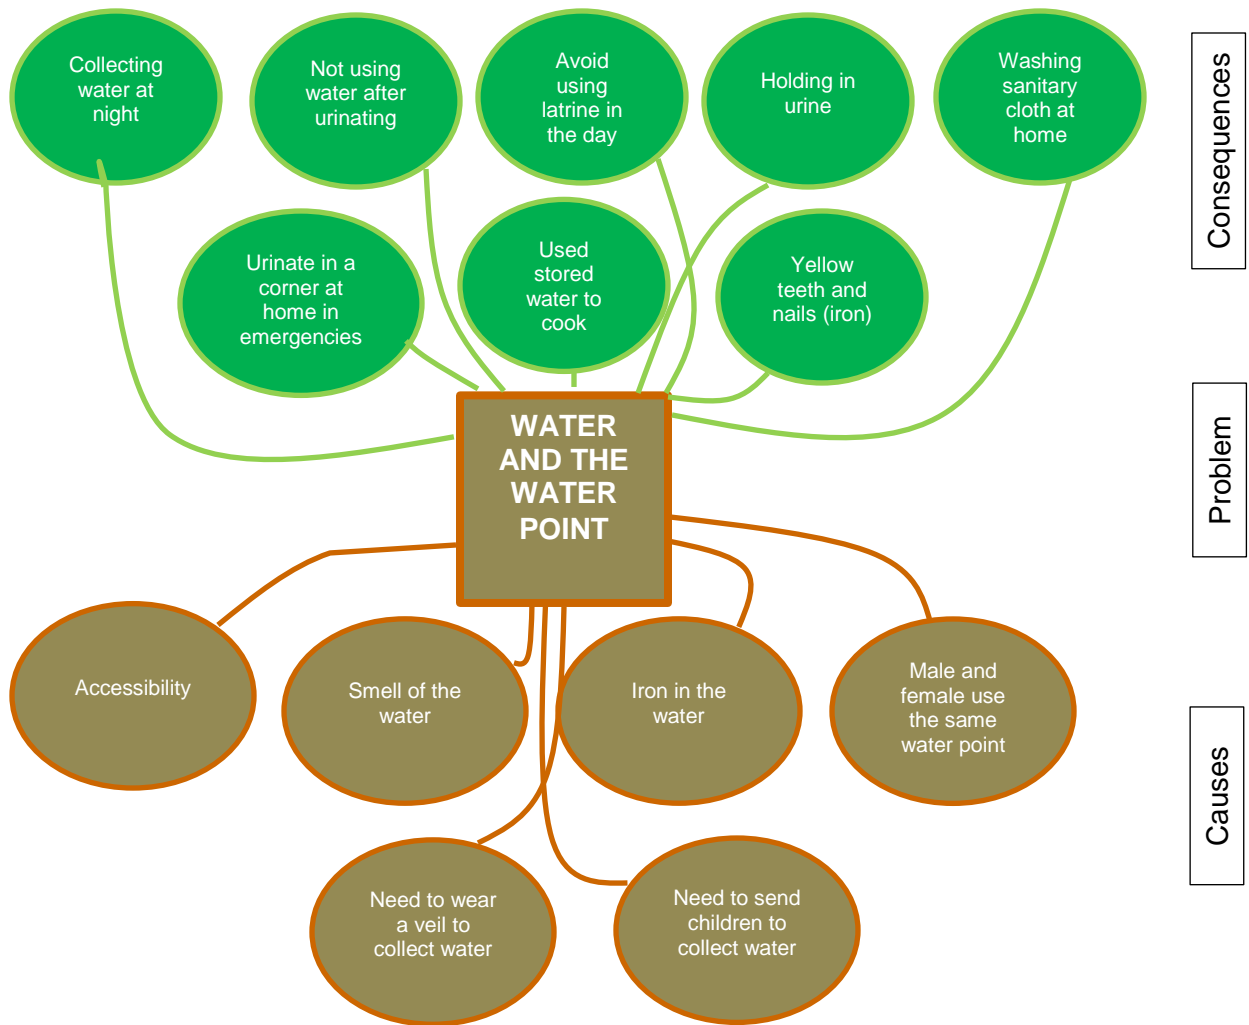 Collecting
water at
night
Not using
water after
urinating
Avoid
using
latrine in
the day
Holding in
urine
Washing
sanitary
cloth at
home
Consequences
Urinate in a
corner at
home in
emergencies
Used
stored
water to
cook
Yellow
teeth and
nails (iron)
WATER
AND THE
WATER
POINT
Problem
Accessibility
Smell of the
water
Iron in the
water
Male and
female use
the same
water point
Causes
Need to wear
a veil to
collect water
Need to send
children to
collect water